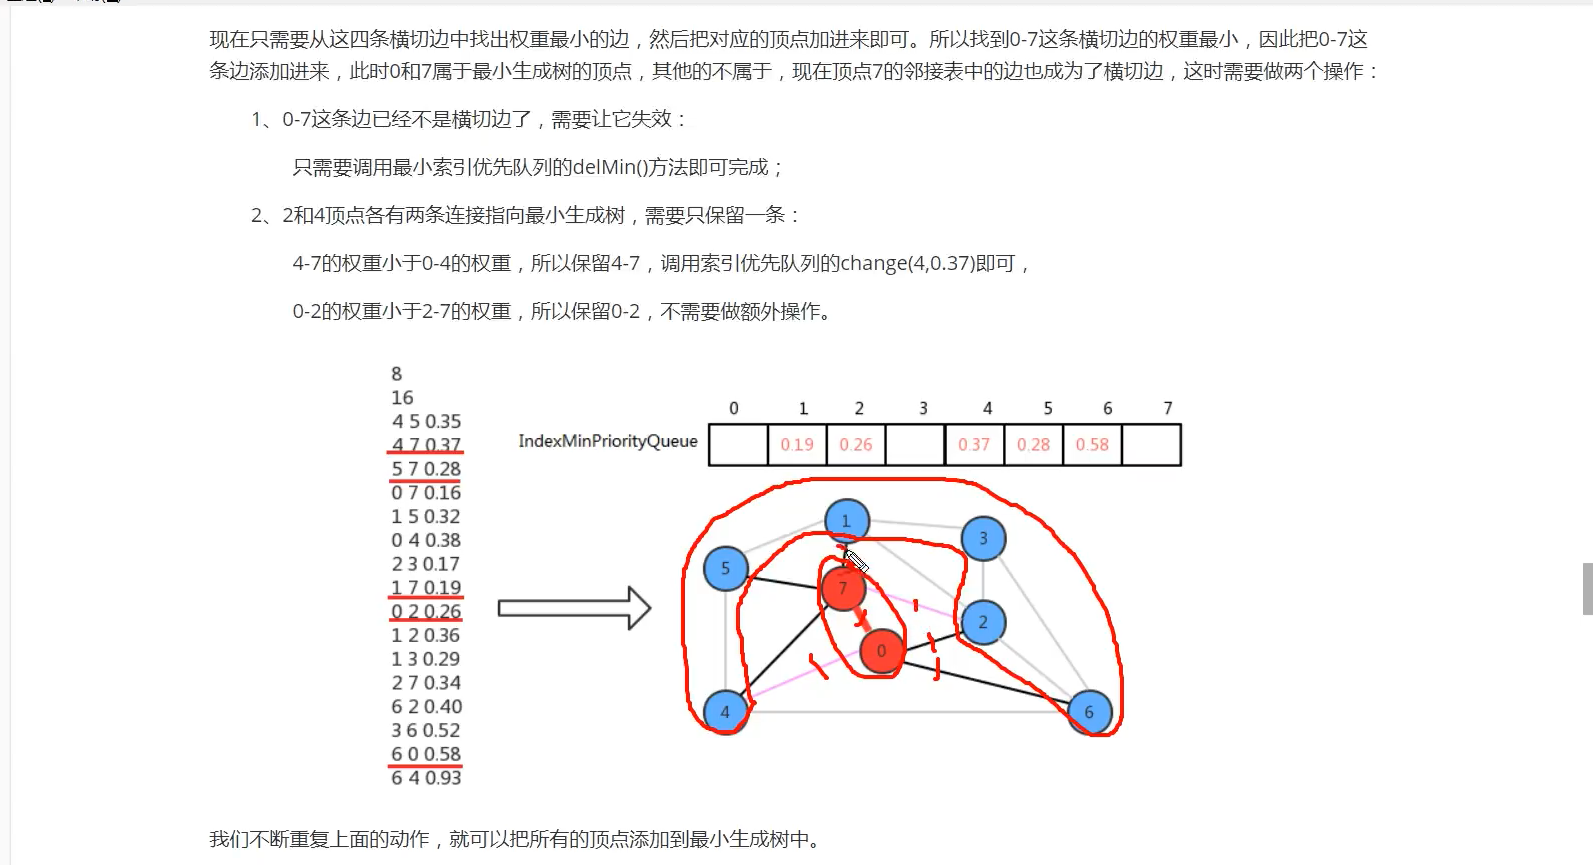 现在只需要从这四条横切边中找出权重最小的边，然后把对应的顶点加进来即可。所以找到0-7这条横切边的权重最小，因此把0-7这
条边添加进来，此时0和7属于最小生成树的顶点，其他的不属于，现在顶点7的邻接表中的边也成为了横切边，这时需要做两个操作：
1、0-7这条边已经不是横切边了，需要让它失效：
只需要调用最小索引优先队列的delMin()方法即可完成；
2、2和4顶点各有两条连接指向最小生成树，需要只保留一条：
4-7的权重小于0-4的权重，所以保留4-7，调用索引优先队列的change(4,0.37)即可，
0-2的权重小于2-7的权重，所以保留0-2，不需要做额外操作。
8
16
4 5 0.35
4 7 0.37
5 7 0.28
0 7 0.16
1 5 0.32
0 4 0.38
2 3 0.17
1 7 0.19
0 2 0.26
1 2 0.36
1 3 0.29
2 7 0.34
6 2 0.40
3 6 0.52
6 0 0.58
6 4 0.93
0 1 2 3 4 5 6 7
IndexMinPriorityQueue 0.19 0.26 0.37 0.28 0.58
1
3
5
7
2
0
4
6
我们不断重复上面的动作，就可以把所有的顶点添加到最小生成树中。